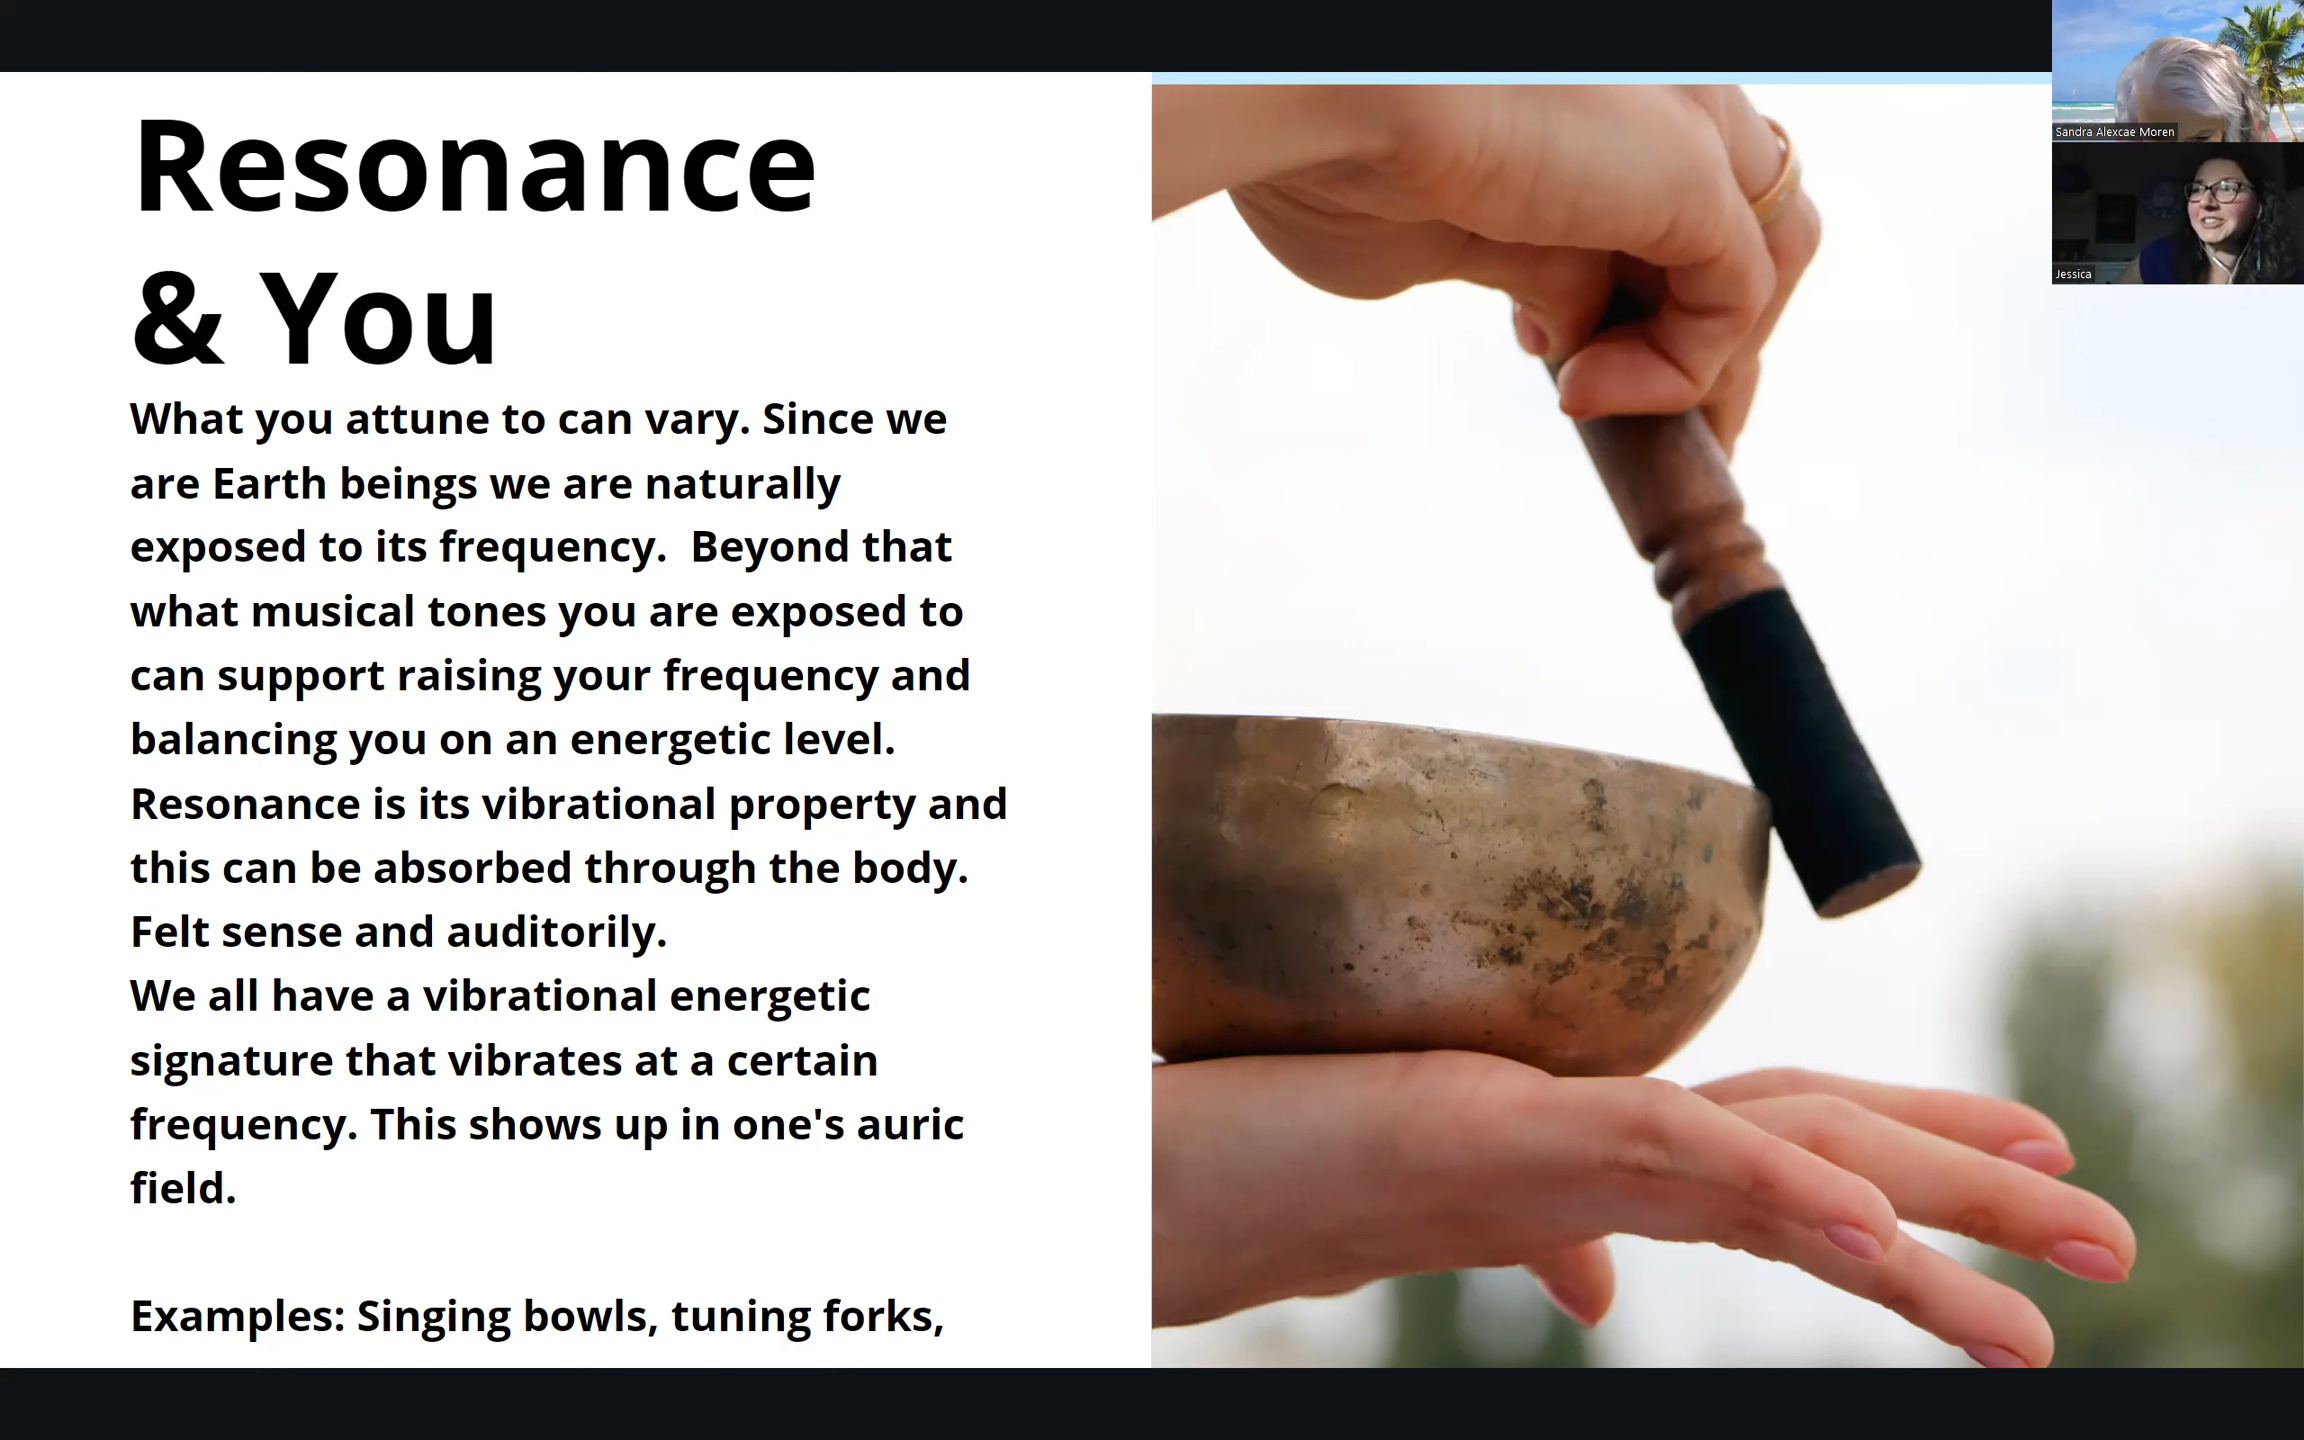 Resonance
& You
What you attune to can vary. Since we
are Earth beings we are naturally
exposed to its frequency.  Beyond that
what musical tones you are exposed to
can support raising your frequency and
balancing you on an energetic level.
Resonance is its vibrational property and
this can be absorbed through the body.
Felt sense and auditorily.
We all have a vibrational energetic
signature that vibrates at a certain
frequency. This shows up in one's auric
field.
Examples: Singing bowls, tuning forks,
Sandra Alexcae Moren
Jessica